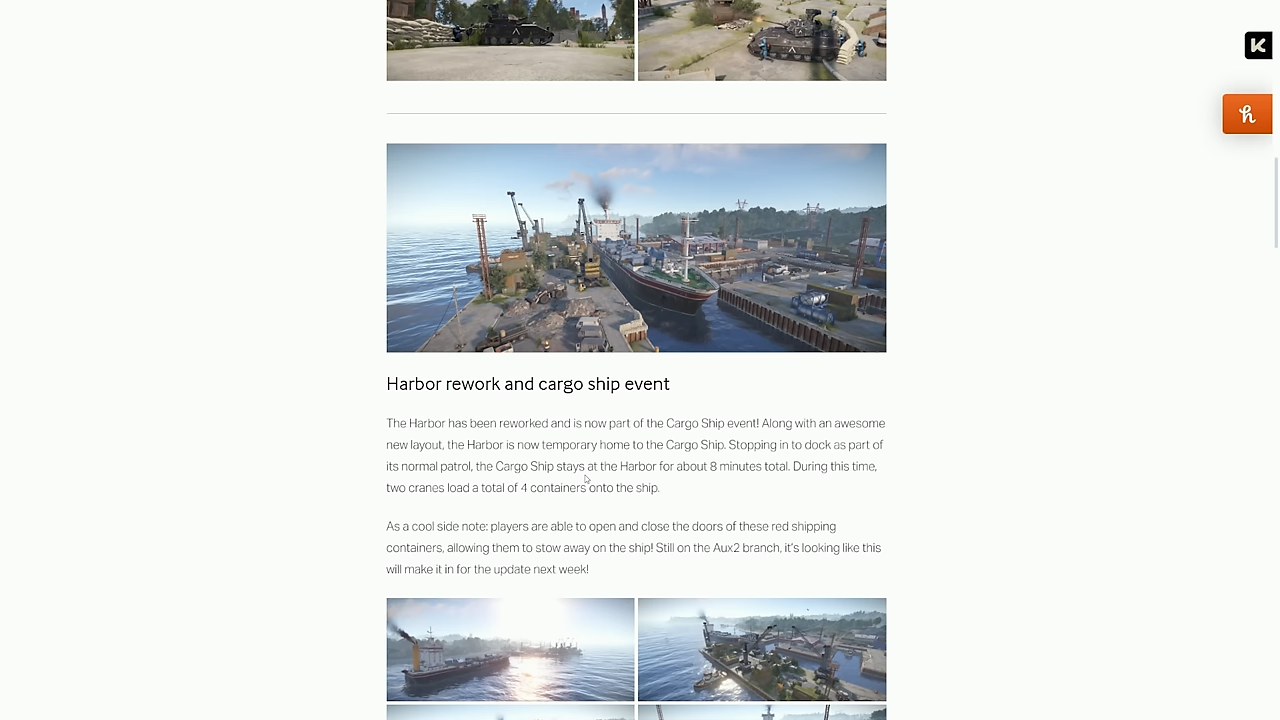 Harbor rework and cargo ship event
The Harbor has been reworked and is now part of the Cargo Ship event! Along with an awesome
new layout, the Harbor is now temporary home to the Cargo Ship. Stopping in to dock as part of
its normal patrol, the Cargo Ship stays at the Harbor for about 8 minutes total. During this time,
two cranes load a total of 4 containers onto the ship.
As a cool side note: players are able to open and close the doors of these red shipping
containers, allowing them to stow away on the ship! Still on the Aux2 branch, it's looking like this
will make it in for the update next week!